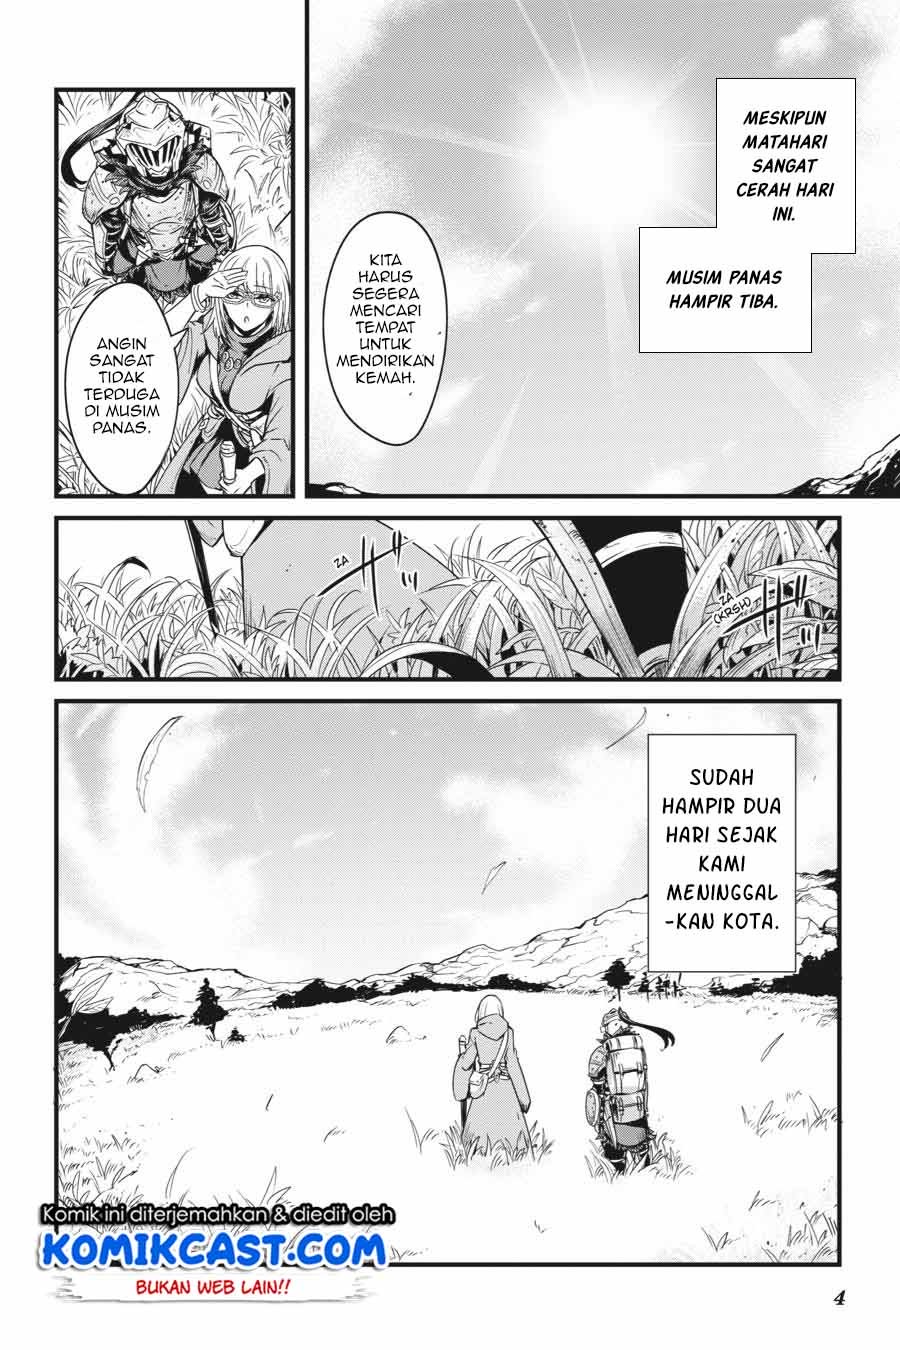 MESKIPUN
MATAHARI
SANGAT
CERAH HARI
INI.
MUSIM PANAS
HAMPIR TIBA.
KITA
HARUS
SEGERA
MENCARI
TEMPAT
UNTUK
MENDIRIKAN
KEMAH.
ANGIN
SANGAT
TIDAK
TERDUGA
DI MUSIM
PANAS.
ZA
(KRSH)
ZA
SUDAH
HAMPIR DUA
HARI SEJAK
KAMI
MENINGGAL
-KAN KOTA.
Komik ini diterjemahkan & diedit oleh
KOMIKCAST.COM
BUKAN WEB LAIN!!
4